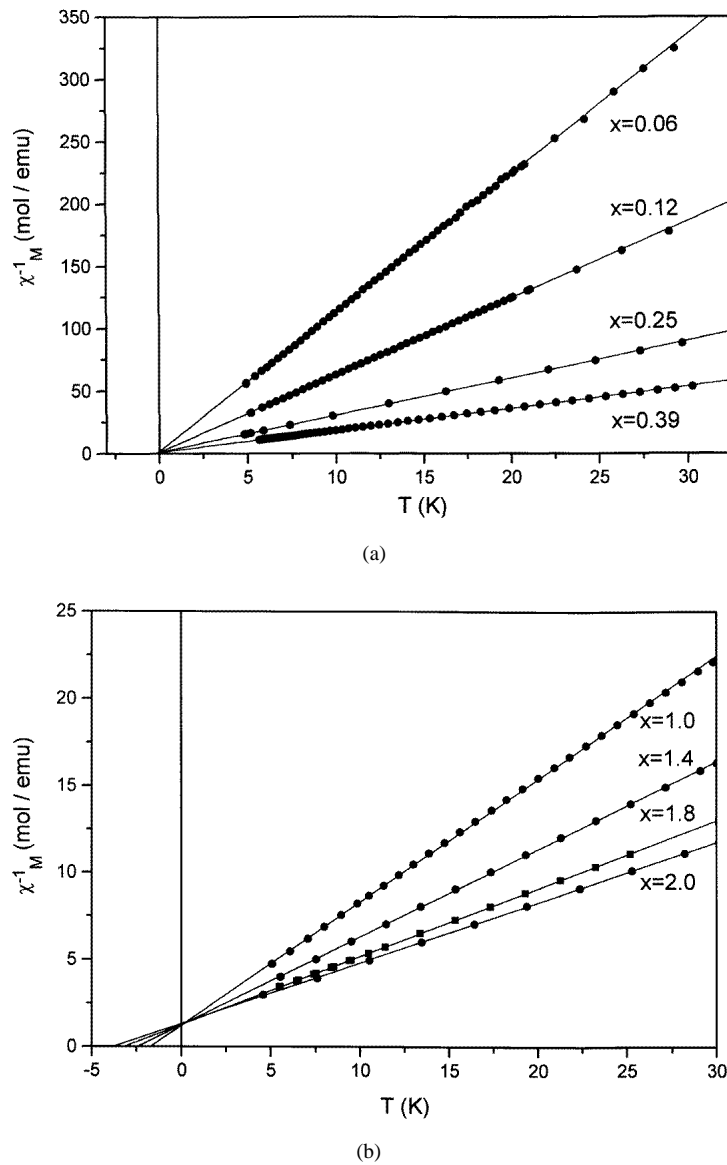 350
300
250
200
150
100
50
0
χ⁻¹M (mol / emu)
x=0.06
x=0.12
x=0.25
x=0.39
0 5 10 15 20 25 30
T (K)
(a)
25
20
15
10
5
0
χ⁻¹M (mol / emu)
x=1.0
x=1.4
x=1.8
x=2.0
-5 0 5 10 15 20 25 30
T (K)
(b)